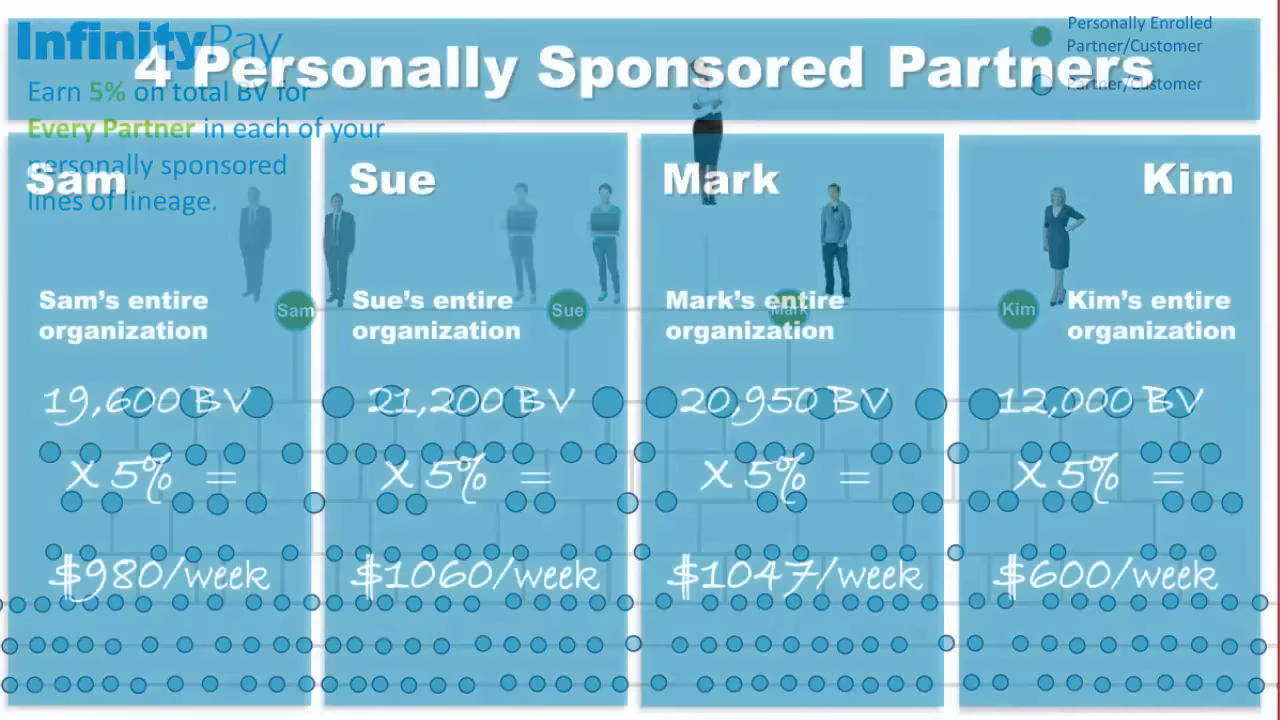 InfinityPay
4 Personally Sponsored Partners
Personally Enrolled
Partner/Customer
Partner/Customer
Earn 5% on total BV for
Every Partner in each of your
personally sponsored
lines of lineage.
Sam
Sue
Mark
Kim
Sam's entire
organization
Sam
Sue's entire
organization
Sue
Mark's entire
organization
Mark
Kim
Kim's entire
organization
19,600 BV
21,200 BV
20,950 BV
12,000 BV
X 5% =
X 5% =
X 5% =
X 5% =
$980/week
$1060/week
$1047/week
$600/week